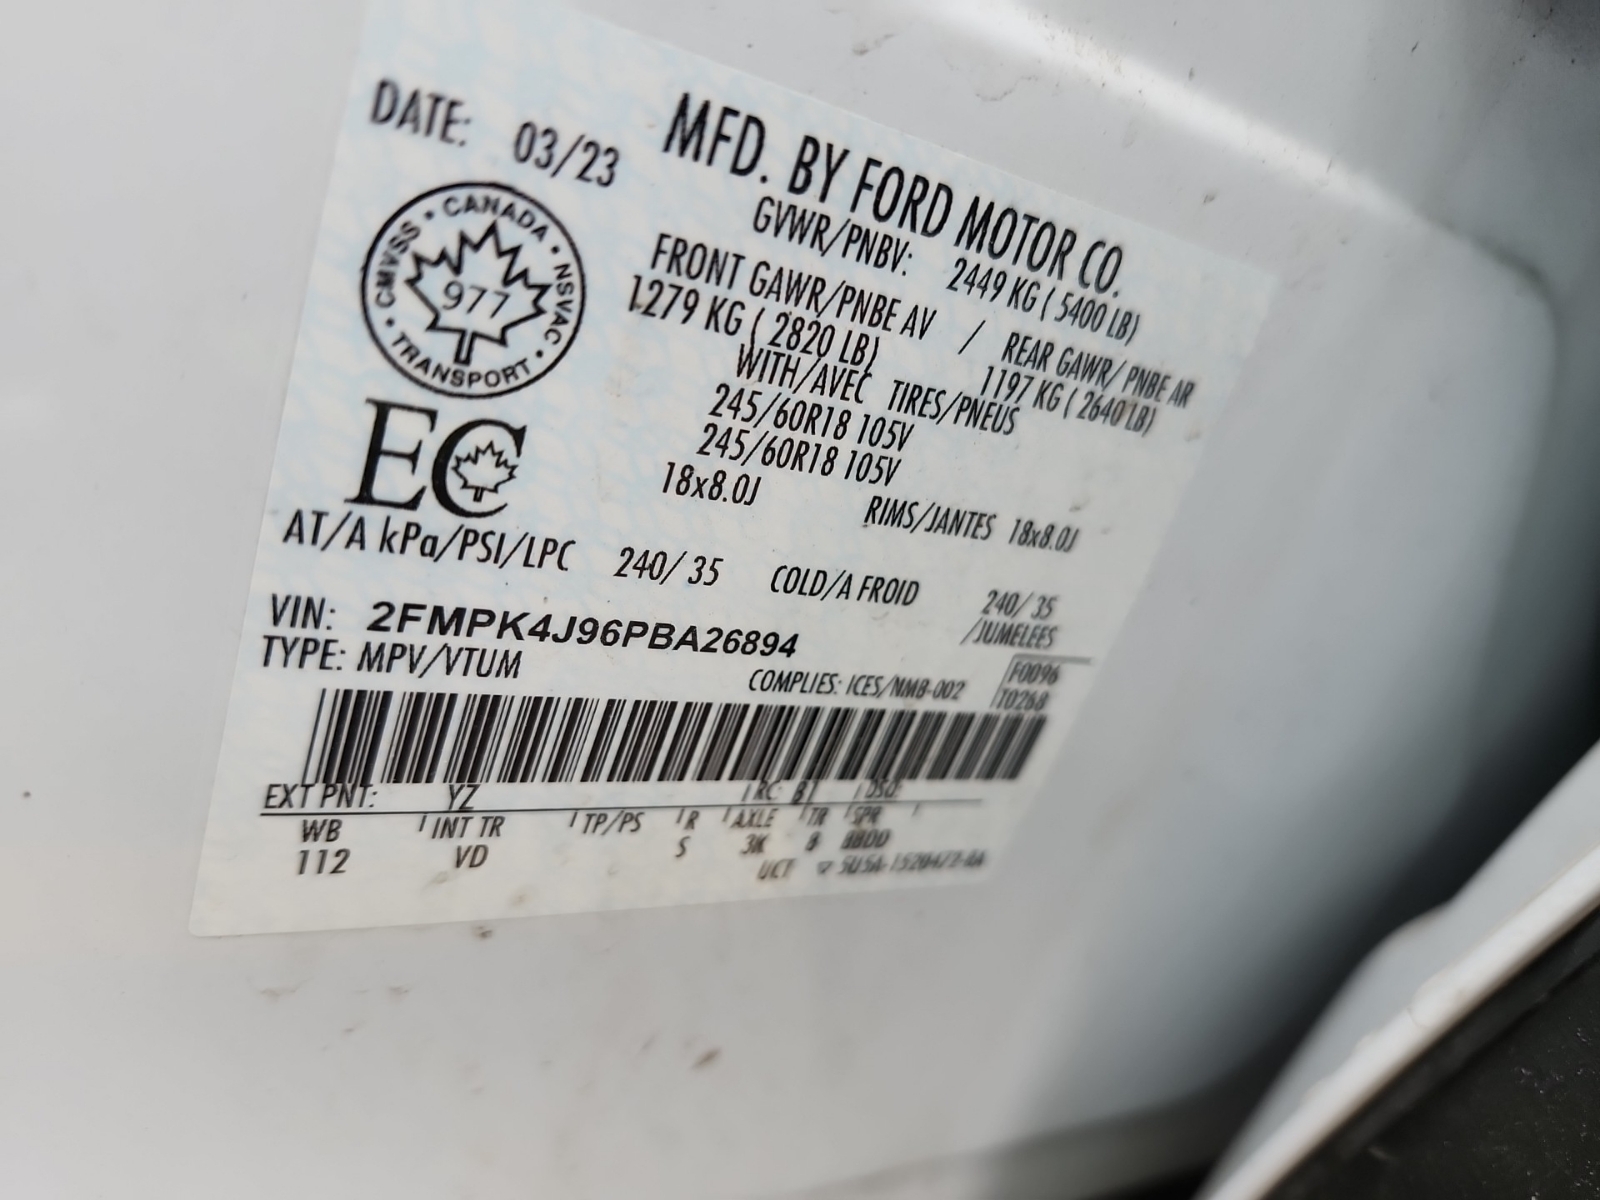 DATE: 03/23
MFD. BY FORD MOTOR CO.
GVWR/PNBV: 2449 KG ( 5400 LB)
FRONT GAWR/PNBE AV / REAR GAWR/ PNBE AR
1279 KG ( 2820 LB) 1197 KG ( 2640 LB)
WITH/AVEC TIRES/PNEUS
245/60R18 105V
245/60R18 105V
18x8.0J RIMS/JANTES 18x8.0J
CANADA · NSVAC · TRANSPORT · CMVSS ·
977
EC
AT/A kPa/PSI/LPC 240/ 35 COLD/A FROID 240/ 35
VIN: 2FMPK4J96PBA26894 /JUMELEES
TYPE: MPV/VTUM COMPLIES: ICES/NMB-002
F0096
T0268
EXT PNT: YZ RC: DSO:
WB INT TR TP/PS R AXLE TR SPR
112 VD S 3K 8
UCT